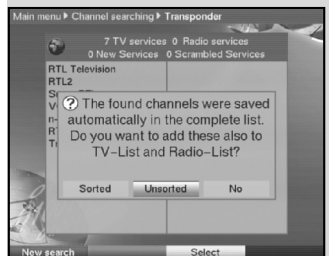 Main menu ▸ Channel searching ▸ Transponder
7 TV services 0 Radio services
0 New Services 0 Scrambled Services
RTL Television
RTL2
The found channels were saved
automatically in the complete list.
Do you want to add these also to
TV-List and Radio-List?
Sorted Unsorted No
New search Select